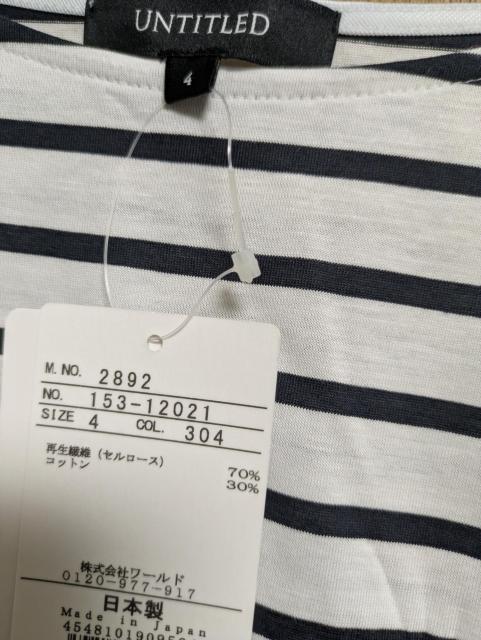 UNTITLED
4
M.NO. 2892
NO. 153-12021
SIZE 4 COL. 304
再生繊維（セルロース） 70%
コットン 30%
株式会社ワールド
0120-977-917
日本製
Made in Japan